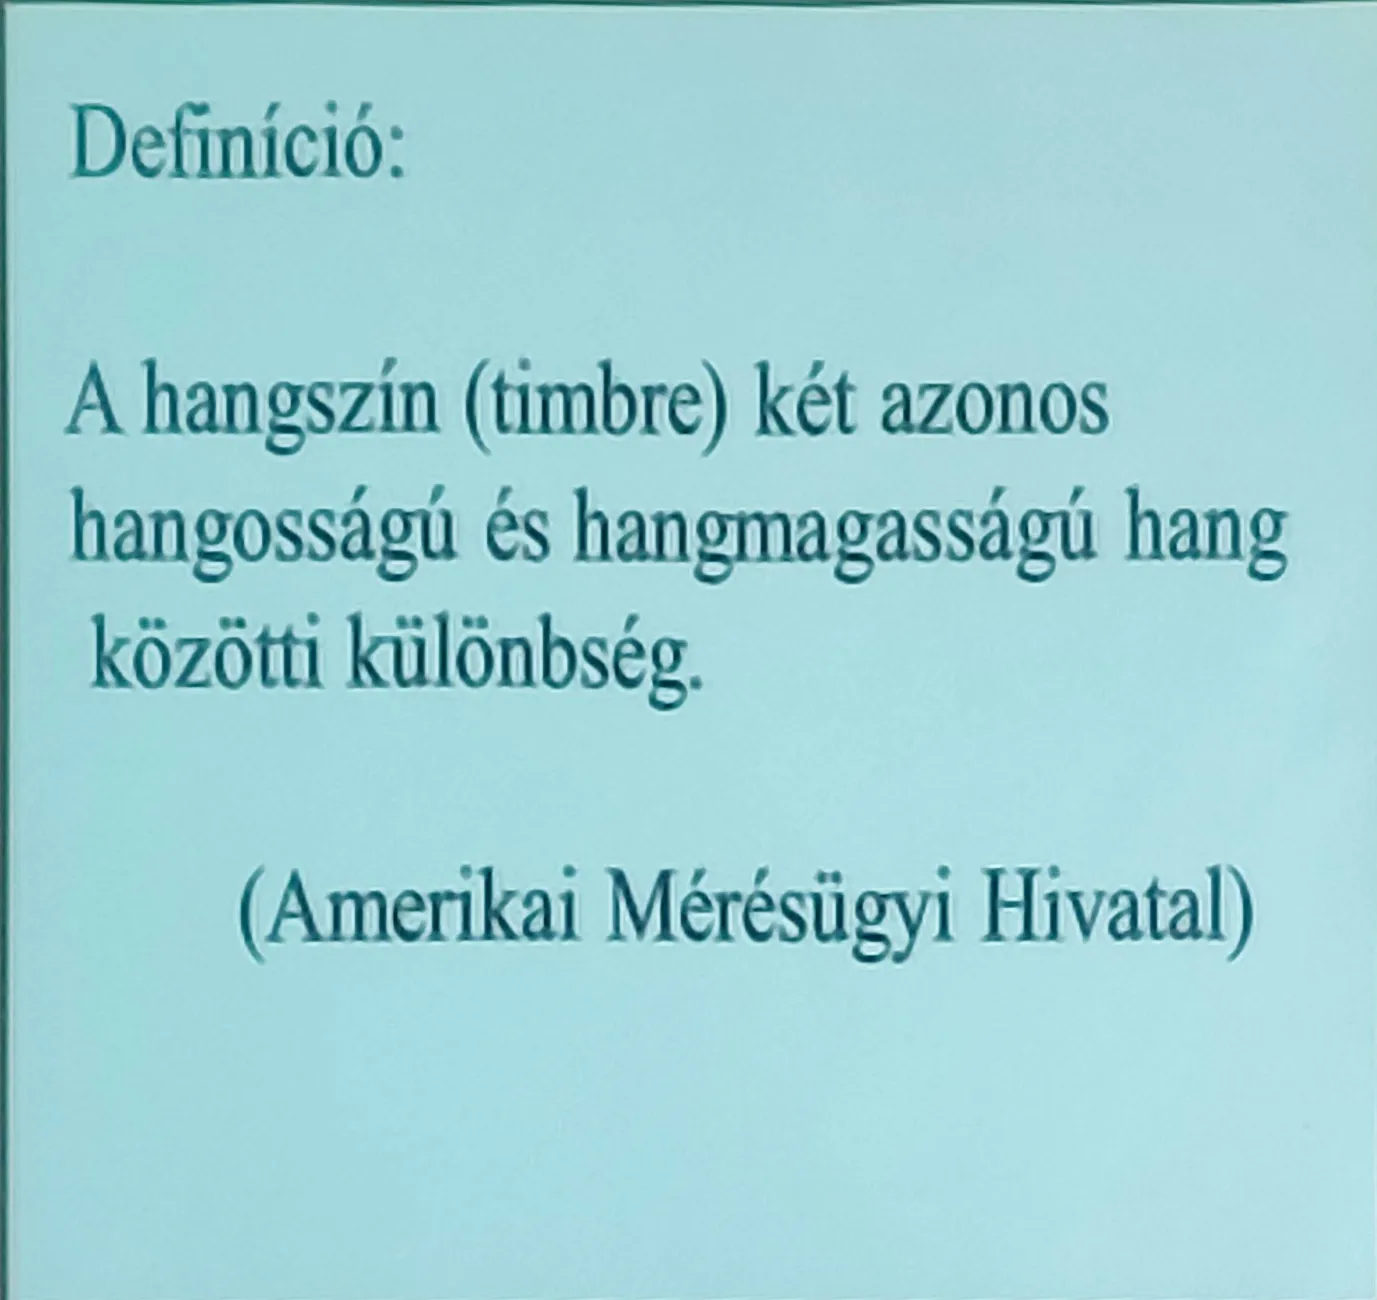 Definíció:
A hangszín (timbre) két azonos
hangosságú és hangmagasságú hang
közötti különbség.
(Amerikai Mérésügyi Hivatal)